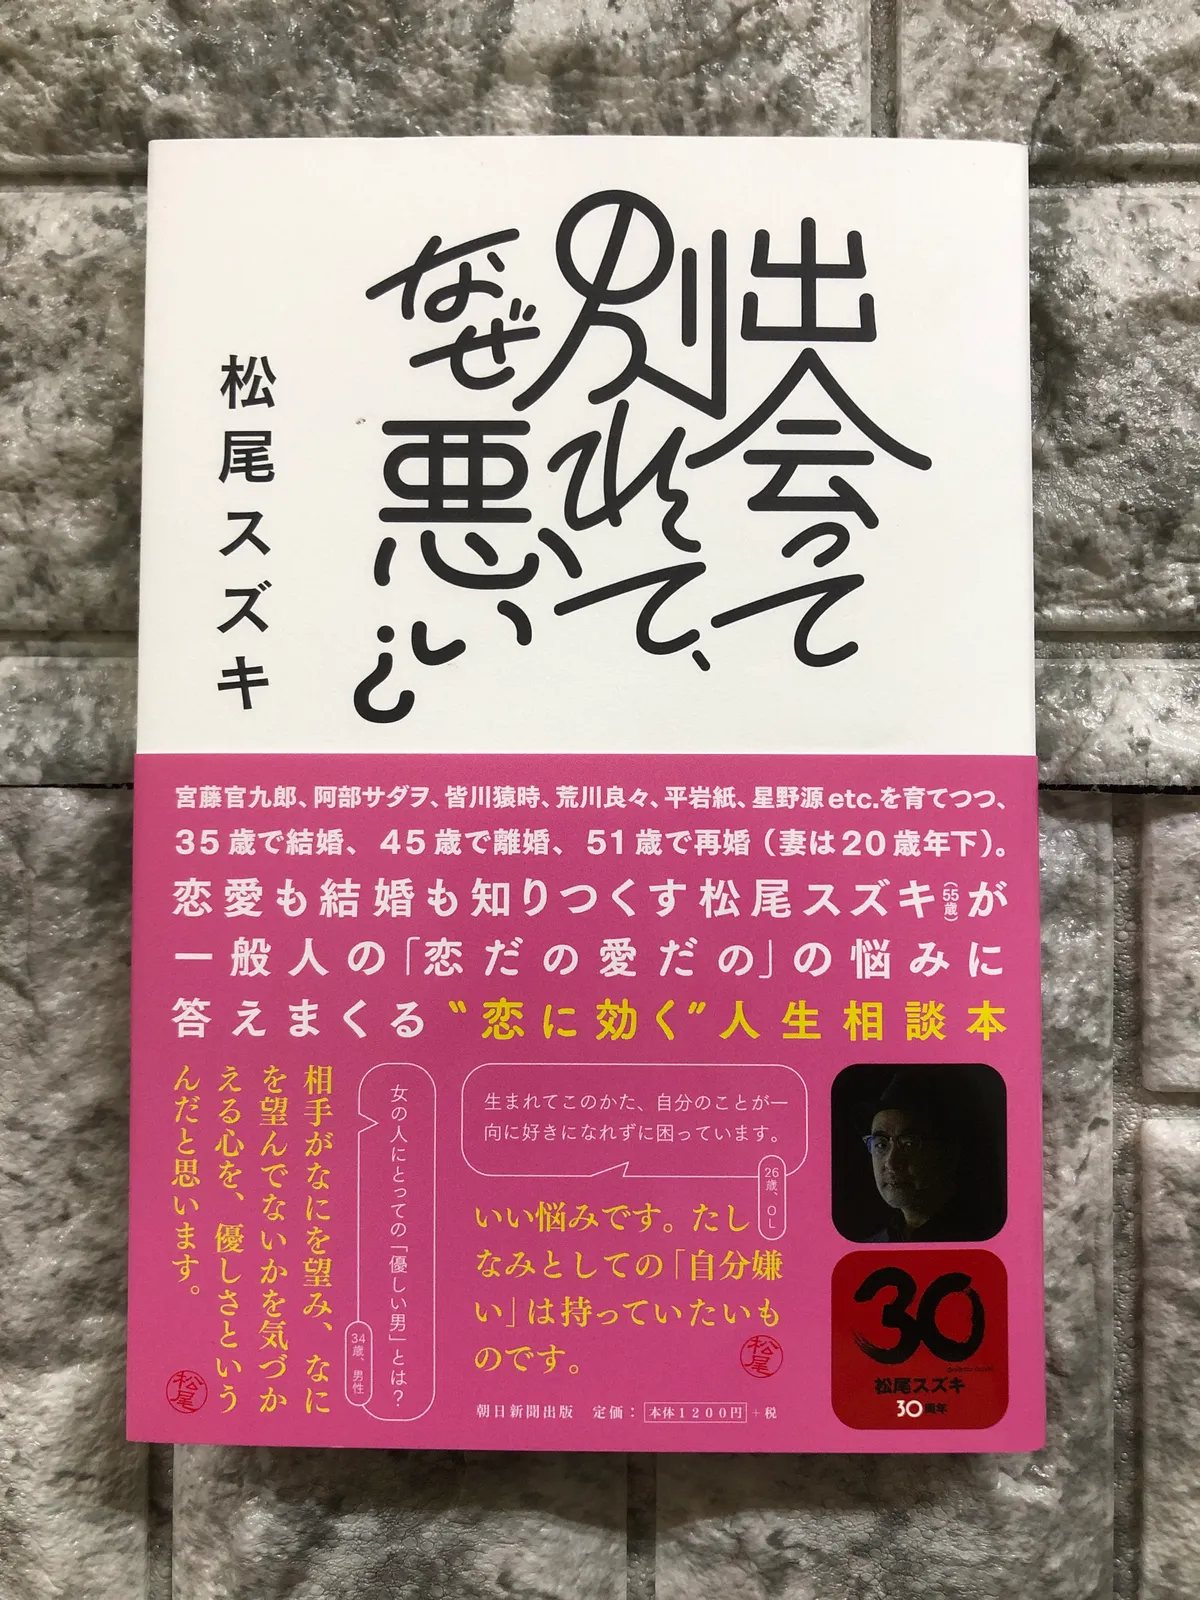 出会って
別れて、
なぜ
悪い?
松尾スズキ
宮藤官九郎、阿部サダヲ、皆川猿時、荒川良々、平岩紙、星野源etc.を育てつつ、
35歳で結婚、45歳で離婚、51歳で再婚（妻は20歳年下）。
恋愛も結婚も知りつくす松尾スズキ（55歳）が
一般人の「恋だの愛だの」の悩みに
答えまくる“恋に効く”人生相談本
生まれてこのかた、自分のことが一
向に好きになれずに困っています。
26歳、OL
いい悩みです。たし
なみとしての「自分嫌
い」は持っていたいも
のです。
松尾
女の人にとっての「優しい男」とは?
34歳、男性
相手がなにを望み、なに
を望んでないかを気づか
える心を、優しさという
んだと思います。
松尾
30
松尾スズキ
30周年
朝日新聞出版 定価：本体1200円+税